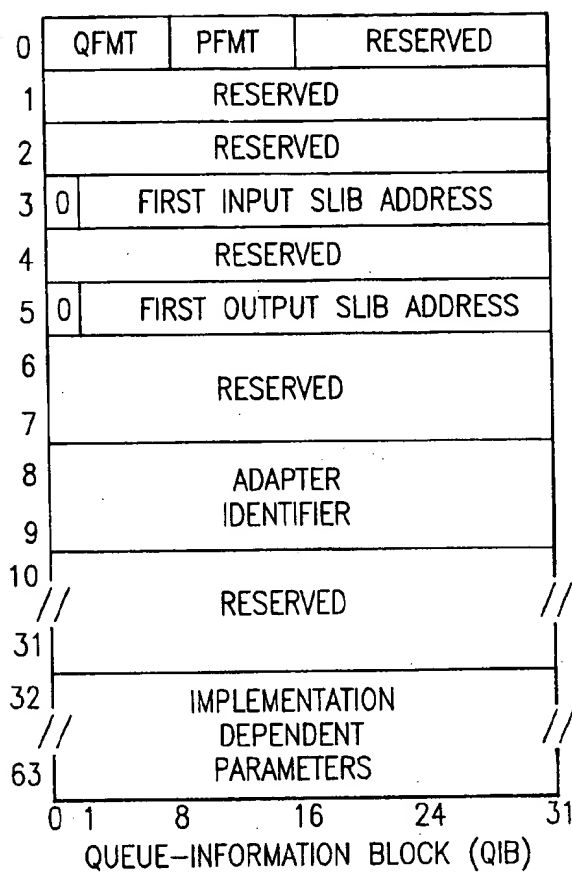 0 QFMT PFMT RESERVED
1 RESERVED
2 RESERVED
3 0 FIRST INPUT SLIB ADDRESS
4 RESERVED
5 0 FIRST OUTPUT SLIB ADDRESS
6
RESERVED
7
8 ADAPTER
IDENTIFIER
9
10
// RESERVED //
31
32 IMPLEMENTATION
// DEPENDENT //
63 PARAMETERS
0 1 8 16 24 31
QUEUE-INFORMATION BLOCK (QIB)